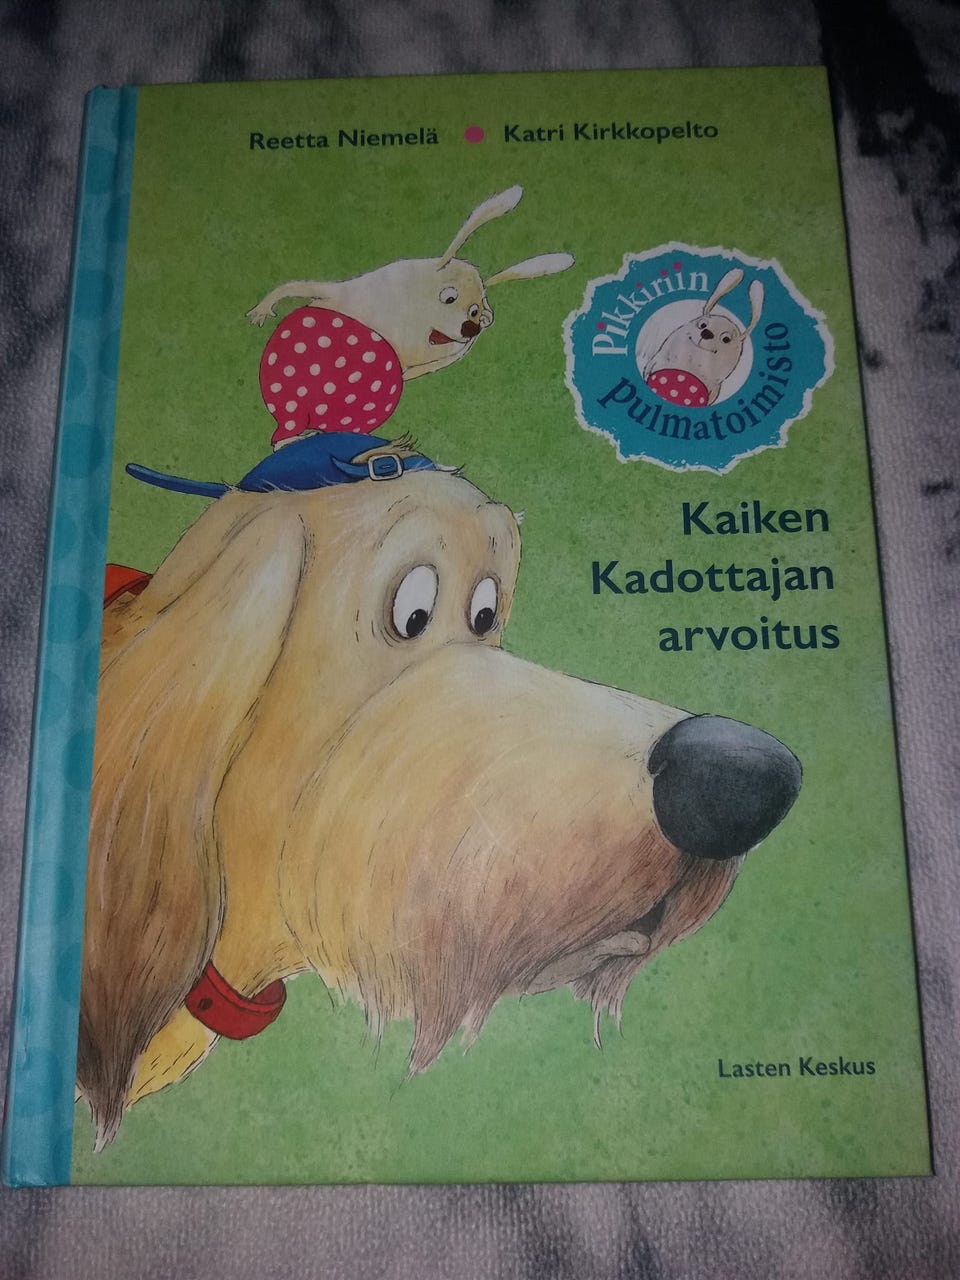 Reetta Niemelä Katri Kirkkopelto
Pikkiriin
pulmatoimisto
Kaiken
Kadottajan
arvoitus
Lasten Keskus